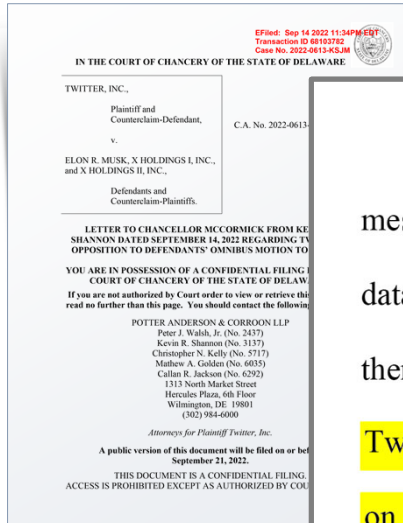 EFiled: Sep 14 2022 11:34PM EDT
Transaction ID 68103782
Case No. 2022-0613-KSJM
IN THE COURT OF CHANCERY OF THE STATE OF DELAWARE
TWITTER, INC.,
Plaintiff and
Counterclaim-Defendant,
v.
ELON R. MUSK, X HOLDINGS I, INC.,
and X HOLDINGS II, INC.,
Defendants and
Counterclaim-Plaintiffs.
C.A. No. 2022-0613-
LETTER TO CHANCELLOR MCCORMICK FROM KE
SHANNON DATED SEPTEMBER 14, 2022 REGARDING TW
OPPOSITION TO DEFENDANTS' OMNIBUS MOTION TO
YOU ARE IN POSSESSION OF A CONFIDENTIAL FILING
COURT OF CHANCERY OF THE STATE OF DELAW
If you are not authorized by Court order to view or retrieve this
read no further than this page. You should contact the following
POTTER ANDERSON & CORROON LLP
Peter J. Walsh, Jr. (No. 2437)
Kevin R. Shannon (No. 3137)
Christopher N. Kelly (No. 5717)
Mathew A. Golden (No. 6035)
Callan R. Jackson (No. 6292)
1313 North Market Street
Hercules Plaza, 6th Floor
Wilmington, DE 19801
(302) 984-6000
Attorneys for Plaintiff Twitter, Inc.
A public version of this document will be filed on or bef
September 21, 2022.
THIS DOCUMENT IS A CONFIDENTIAL FILING.
ACCESS IS PROHIBITED EXCEPT AS AUTHORIZED BY COU
mes
data
ther
Tw
on